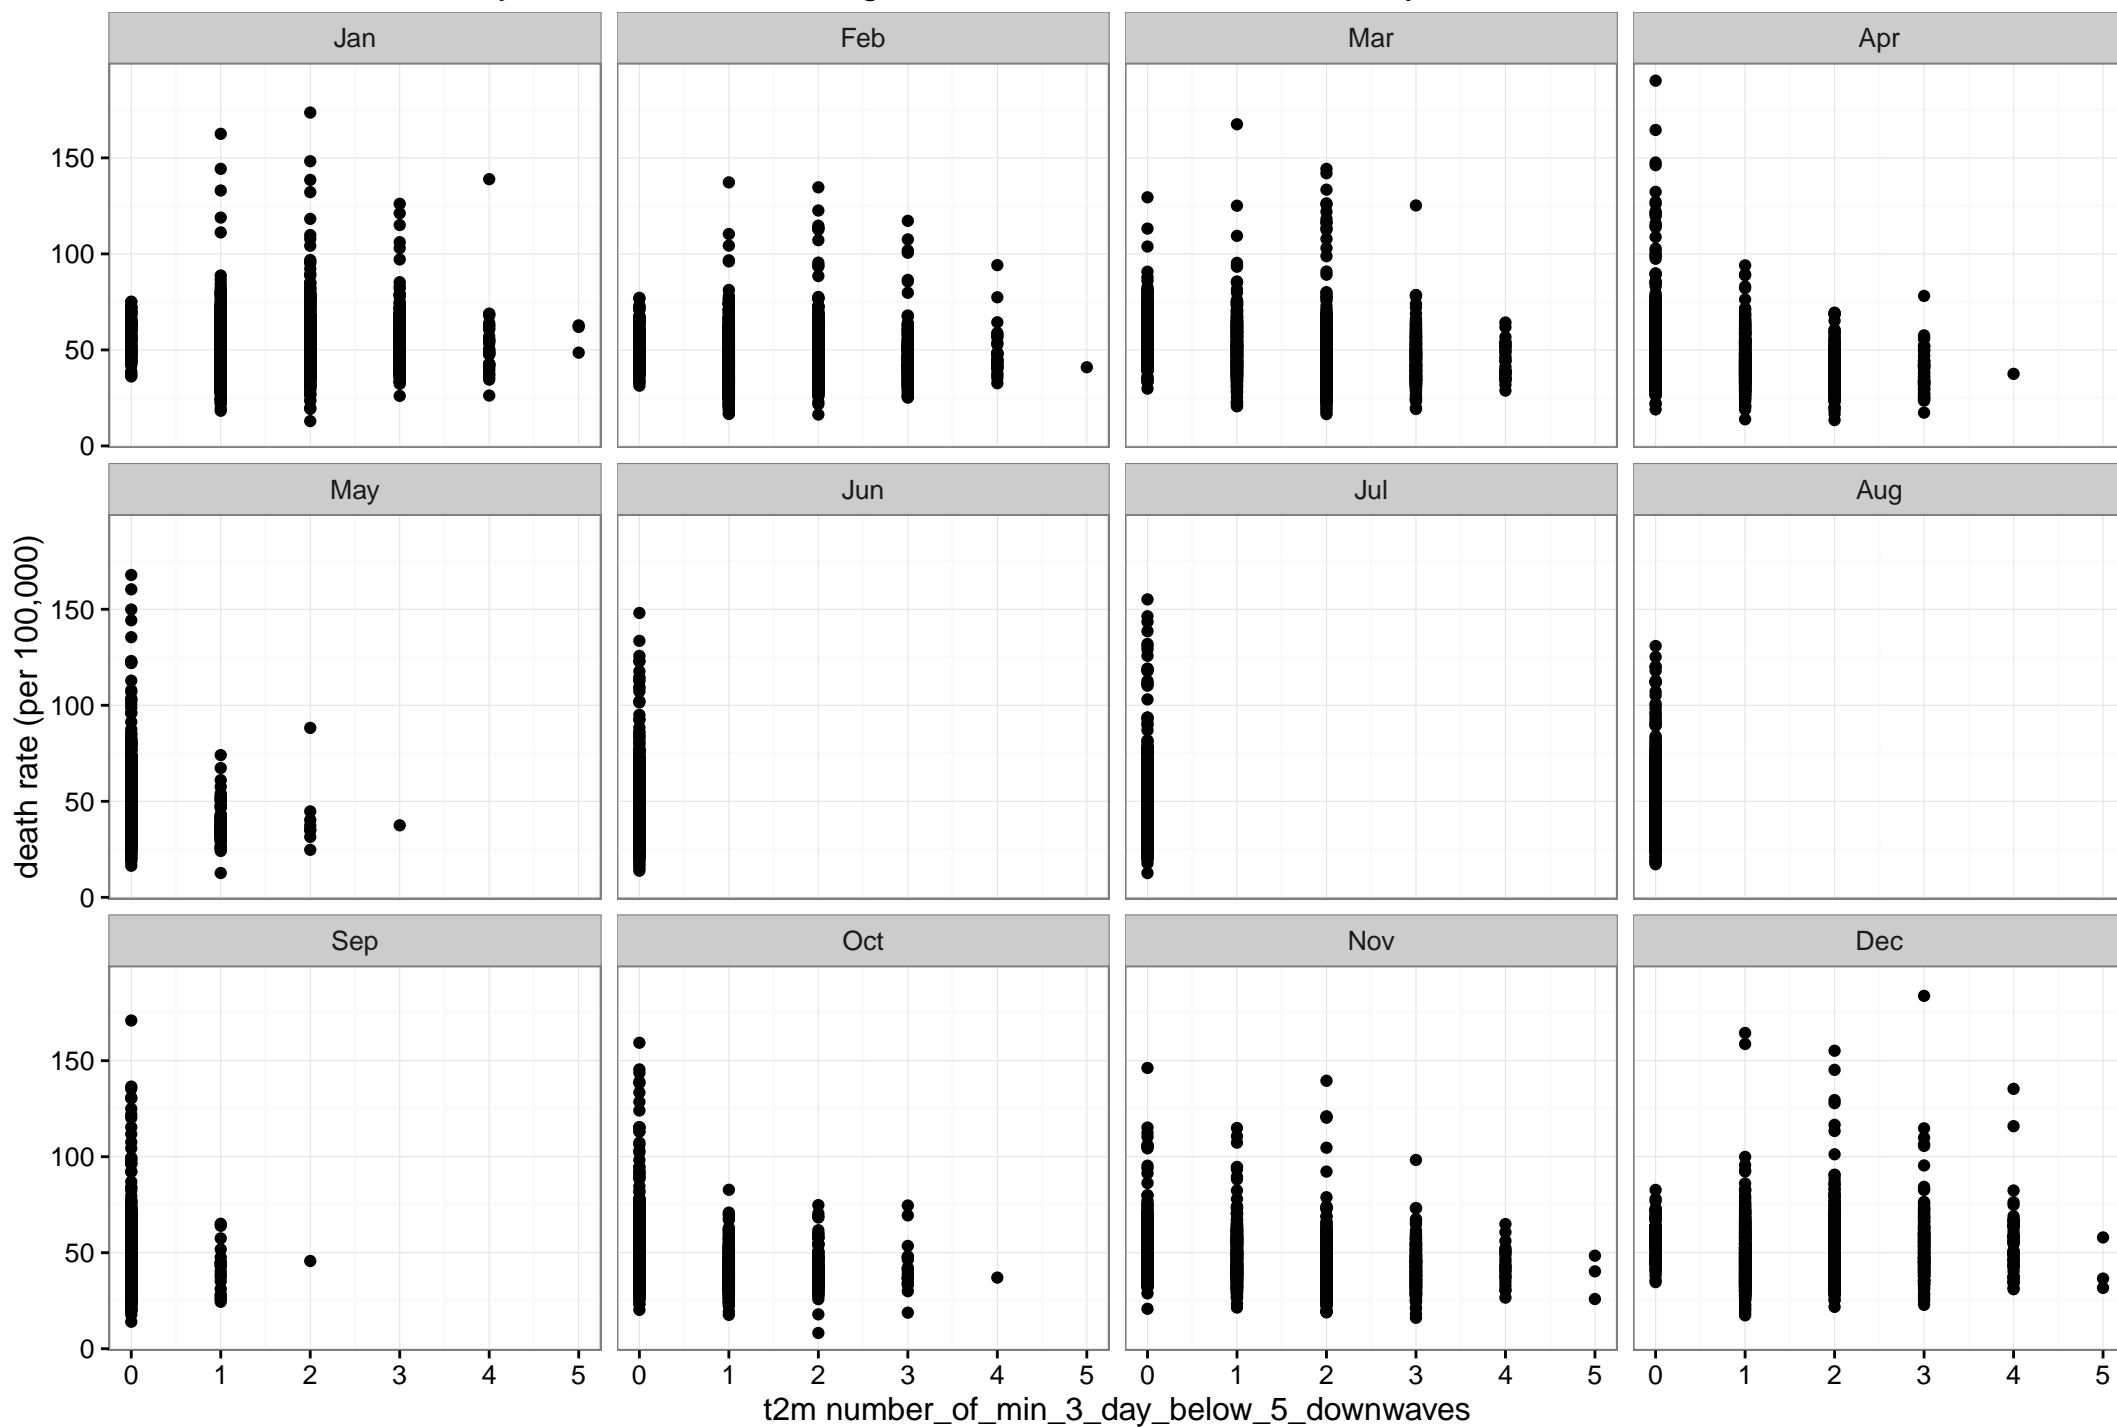 Jan Feb Mar Apr
150
100
50
0
May Jun Jul Aug
150
100
50
0
death rate (per 100,000)
Sep Oct Nov Dec
150
100
50
0
0 1 2 3 4 5 0 1 2 3 4 5 0 1 2 3 4 5 0 1 2 3 4 5
t2m number_of_min_3_day_below_5_downwaves